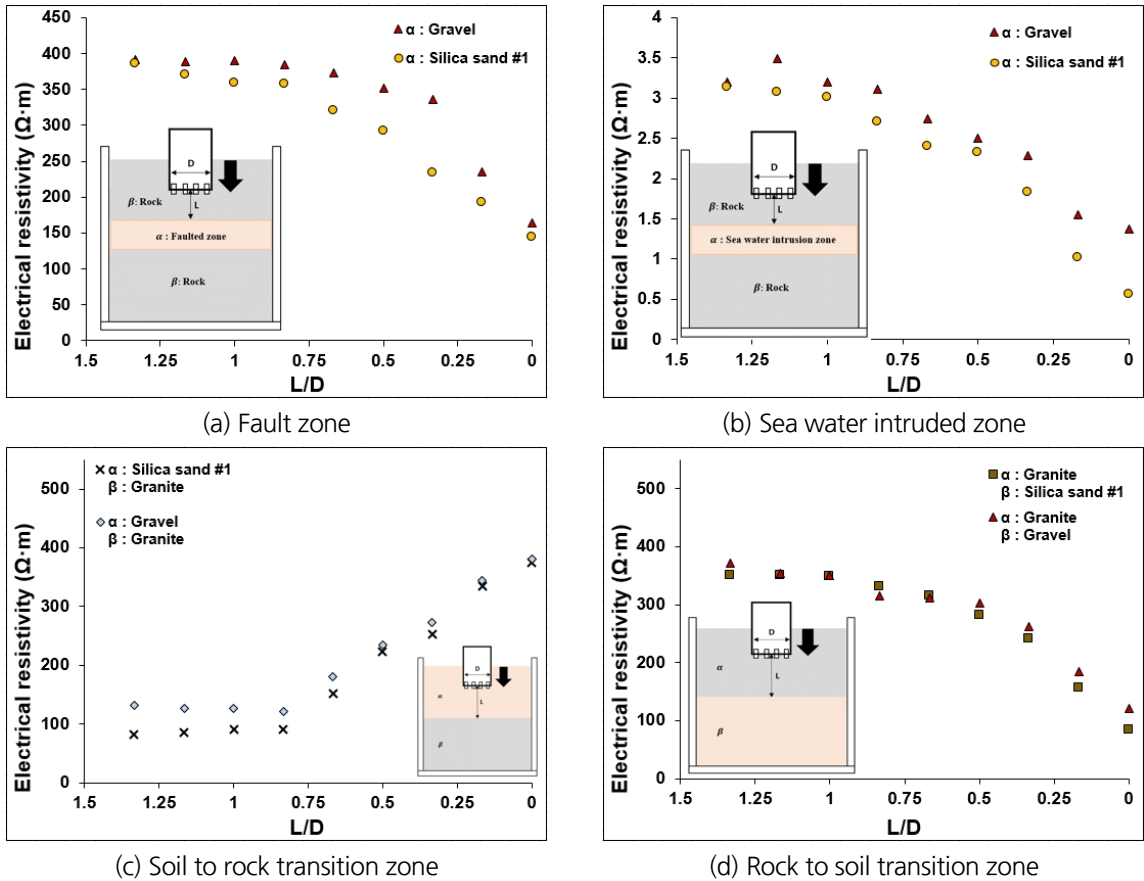 Electrical resistivity (Ω·m)
450
400
350
300
250
200
150
100
50
0
▲ α : Gravel
● α : Silica sand #1
D
L
β: Rock
α : Faulted zone
β: Rock
1.5
1.25
1
0.75
0.5
0.25
0
L/D
(a) Fault zone
Electrical resistivity (Ω·m)
4
3.5
3
2.5
2
1.5
1
0.5
0
▲ α : Gravel
● α : Silica sand #1
D
L
β: Rock
α : Sea water intrusion zone
β: Rock
1.5
1.25
1
0.75
0.5
0.25
0
L/D
(b) Sea water intruded zone
Electrical resistivity (Ω·m)
500
400
300
200
100
0
× α : Silica sand #1
β : Granite
◇ α : Gravel
β : Granite
D
α
L
β
1.5
1.25
1
0.75
0.5
0.25
0
L/D
(c) Soil to rock transition zone
Electrical resistivity (Ω·m)
500
400
300
200
100
0
■ α : Granite
β : Silica sand #1
▲ α : Granite
β : Gravel
D
α
L
β
1.5
1.25
1
0.75
0.5
0.25
0
L/D
(d) Rock to soil transition zone